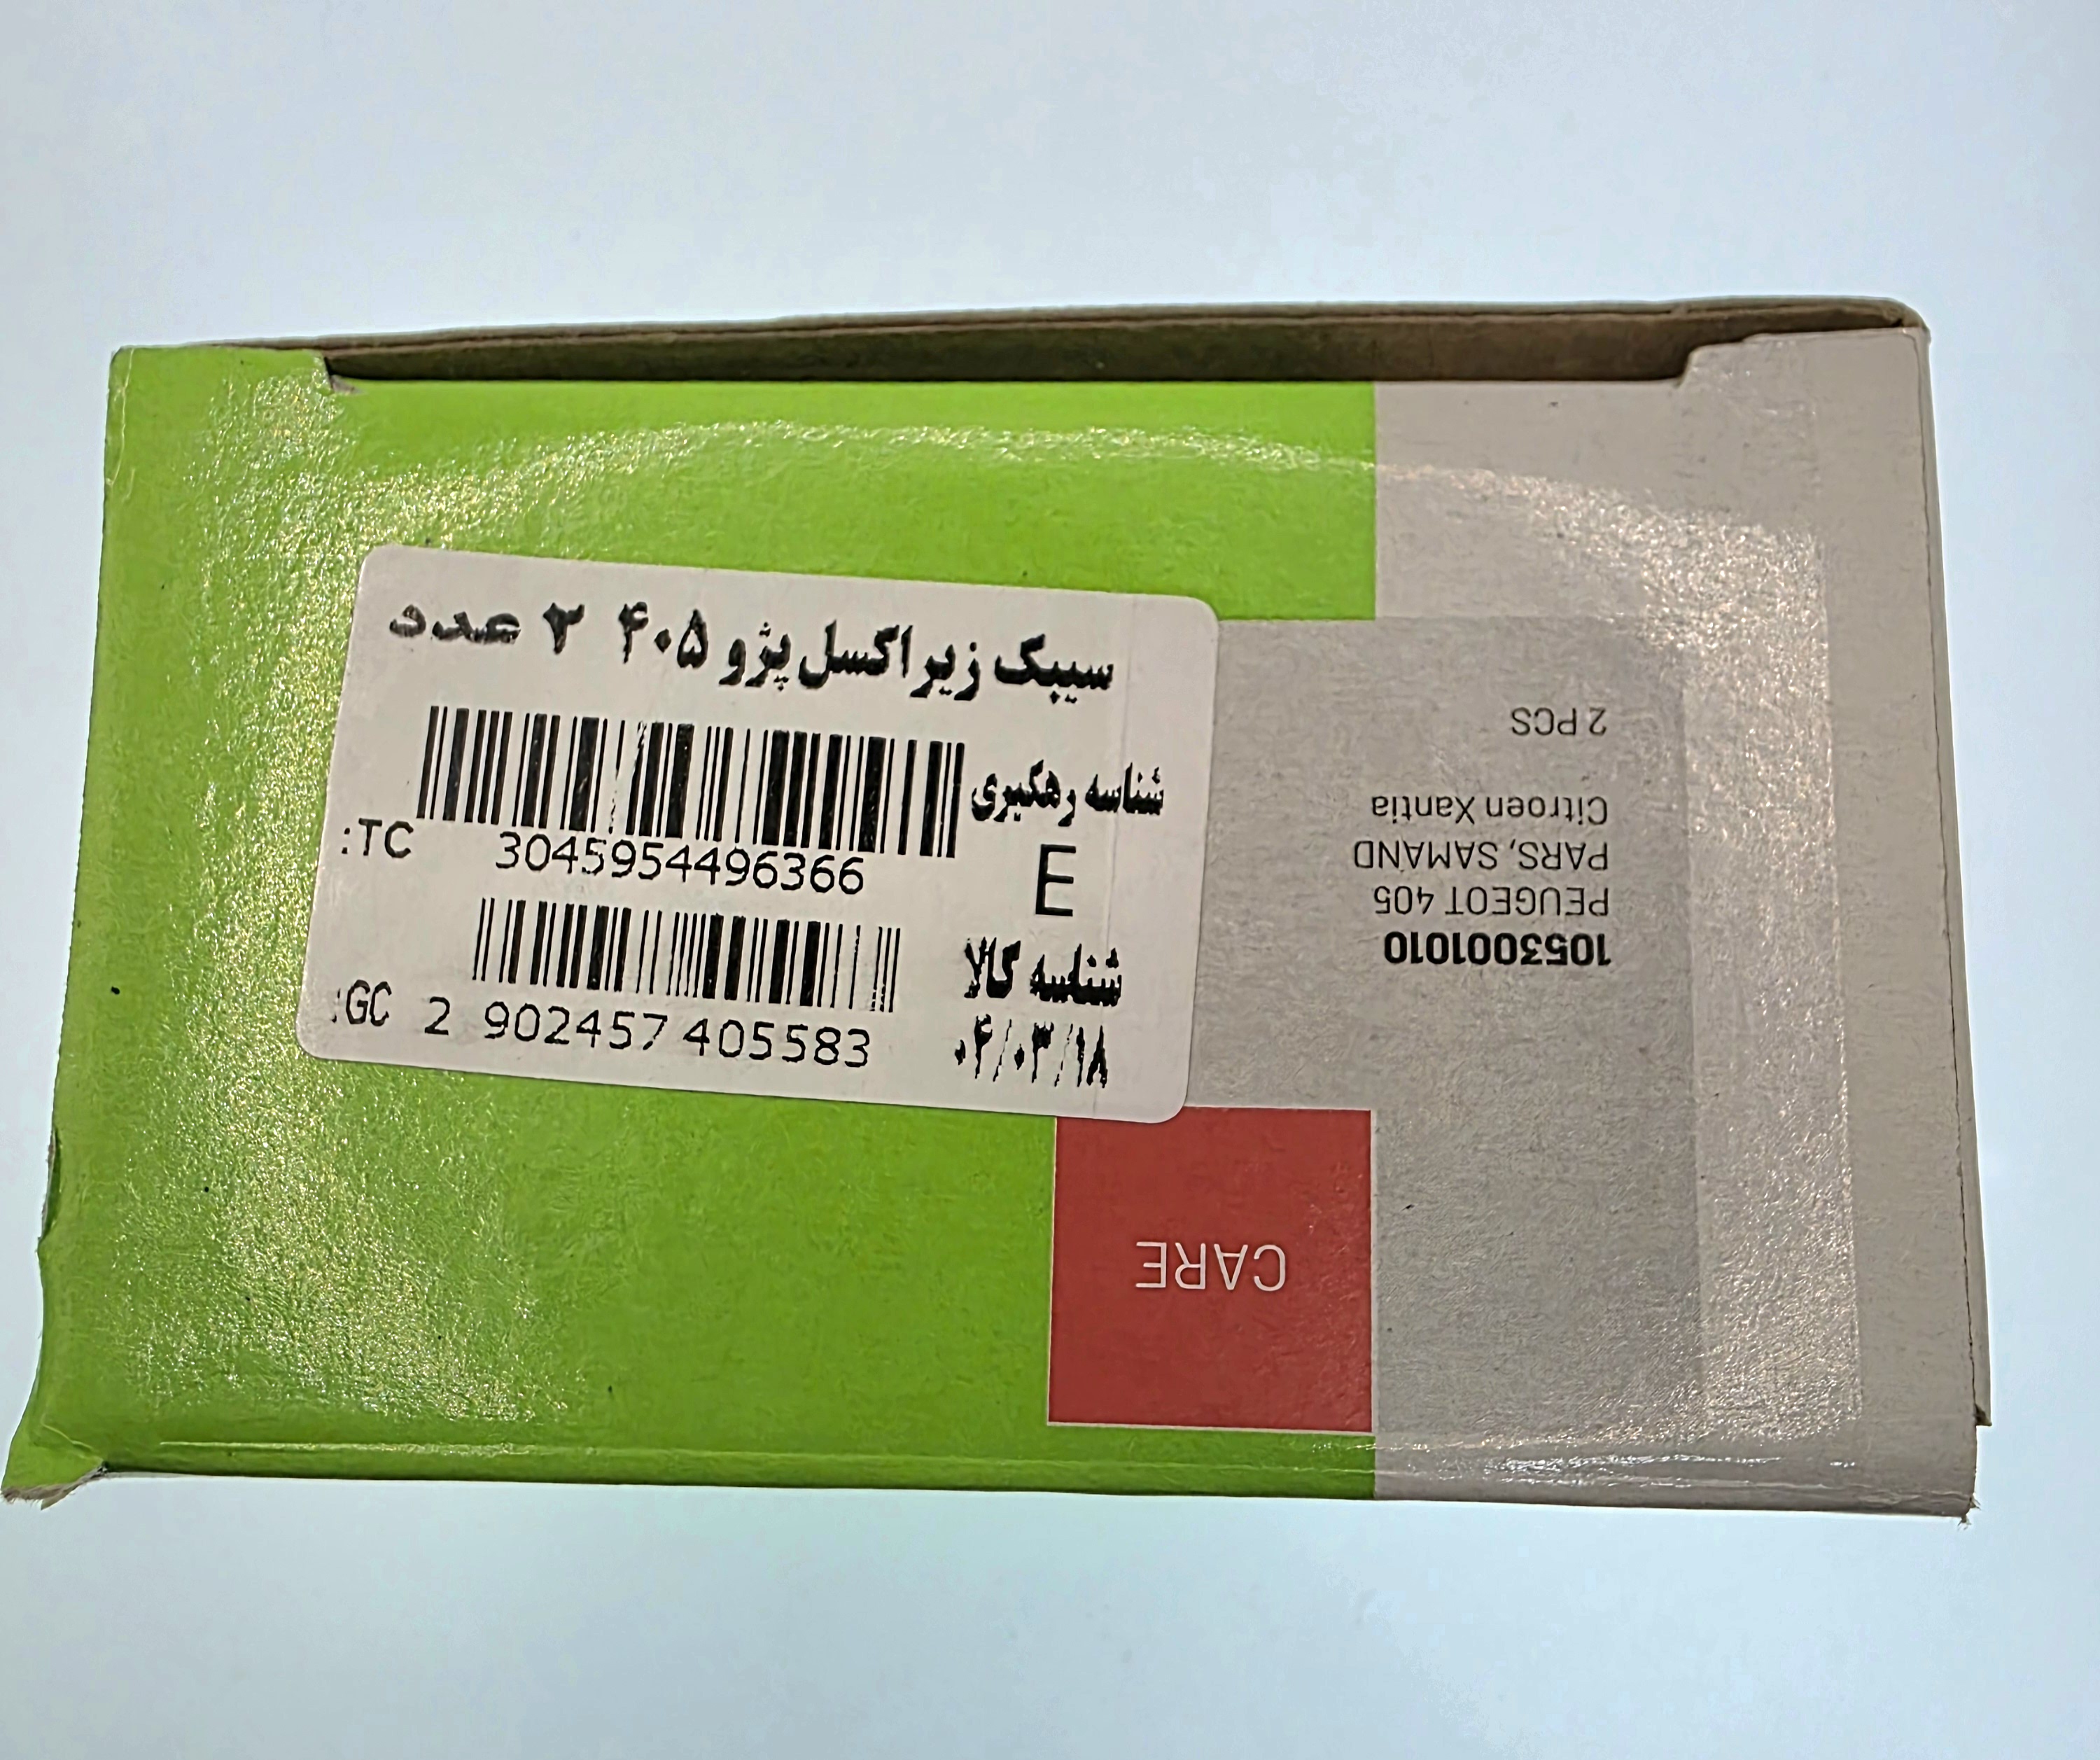 سیبک زیر اکسل پژو ۴۰۵ ۲ عدد
شناسه رهگیری
TC: 3045954496366
E
شناسه کالا
GC: 2 902457 405583
۰۴/۰۳/۱۸
1053001010
PEUGEOT 405
PARS, SAMAND
Citroen Xantia
2 PCS
CARE